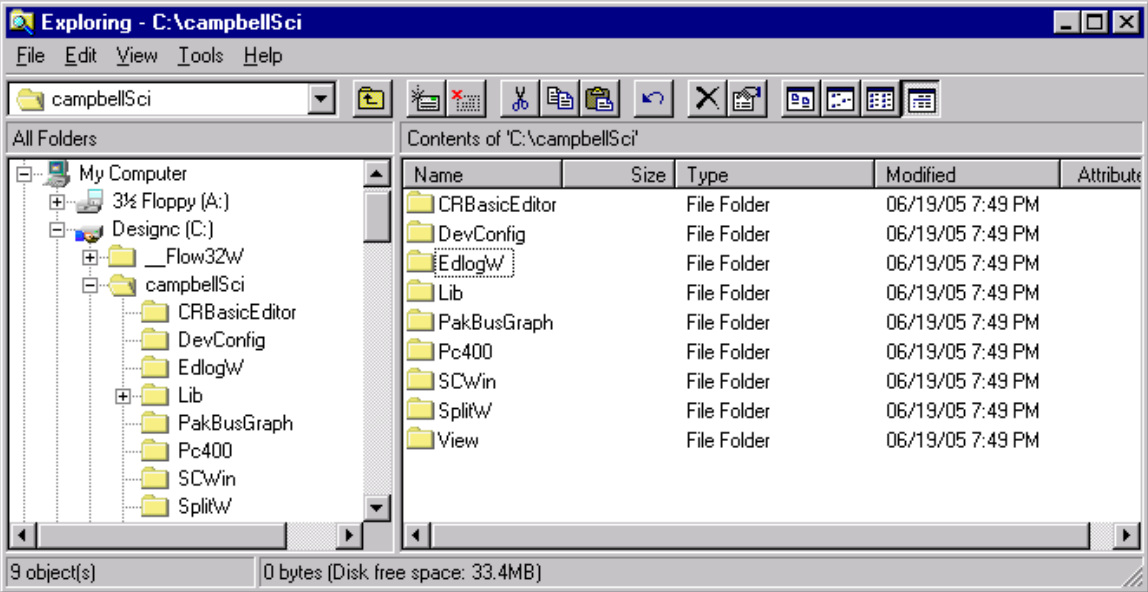 Exploring - C:\campbellSci
File Edit View Tools Help
campbellSci
All Folders
Contents of 'C:\campbellSci'
My Computer
3½ Floppy (A:)
Designc (C:)
__Flow32W
campbellSci
CRBasicEditor
DevConfig
EdlogW
Lib
PakBusGraph
Pc400
SCWin
SplitW
Name Size Type Modified Attribute
CRBasicEditor File Folder 06/19/05 7:49 PM
DevConfig File Folder 06/19/05 7:49 PM
EdlogW File Folder 06/19/05 7:49 PM
Lib File Folder 06/19/05 7:49 PM
PakBusGraph File Folder 06/19/05 7:49 PM
Pc400 File Folder 06/19/05 7:49 PM
SCWin File Folder 06/19/05 7:49 PM
SplitW File Folder 06/19/05 7:49 PM
View File Folder 06/19/05 7:49 PM
9 object(s)
0 bytes (Disk free space: 33.4MB)